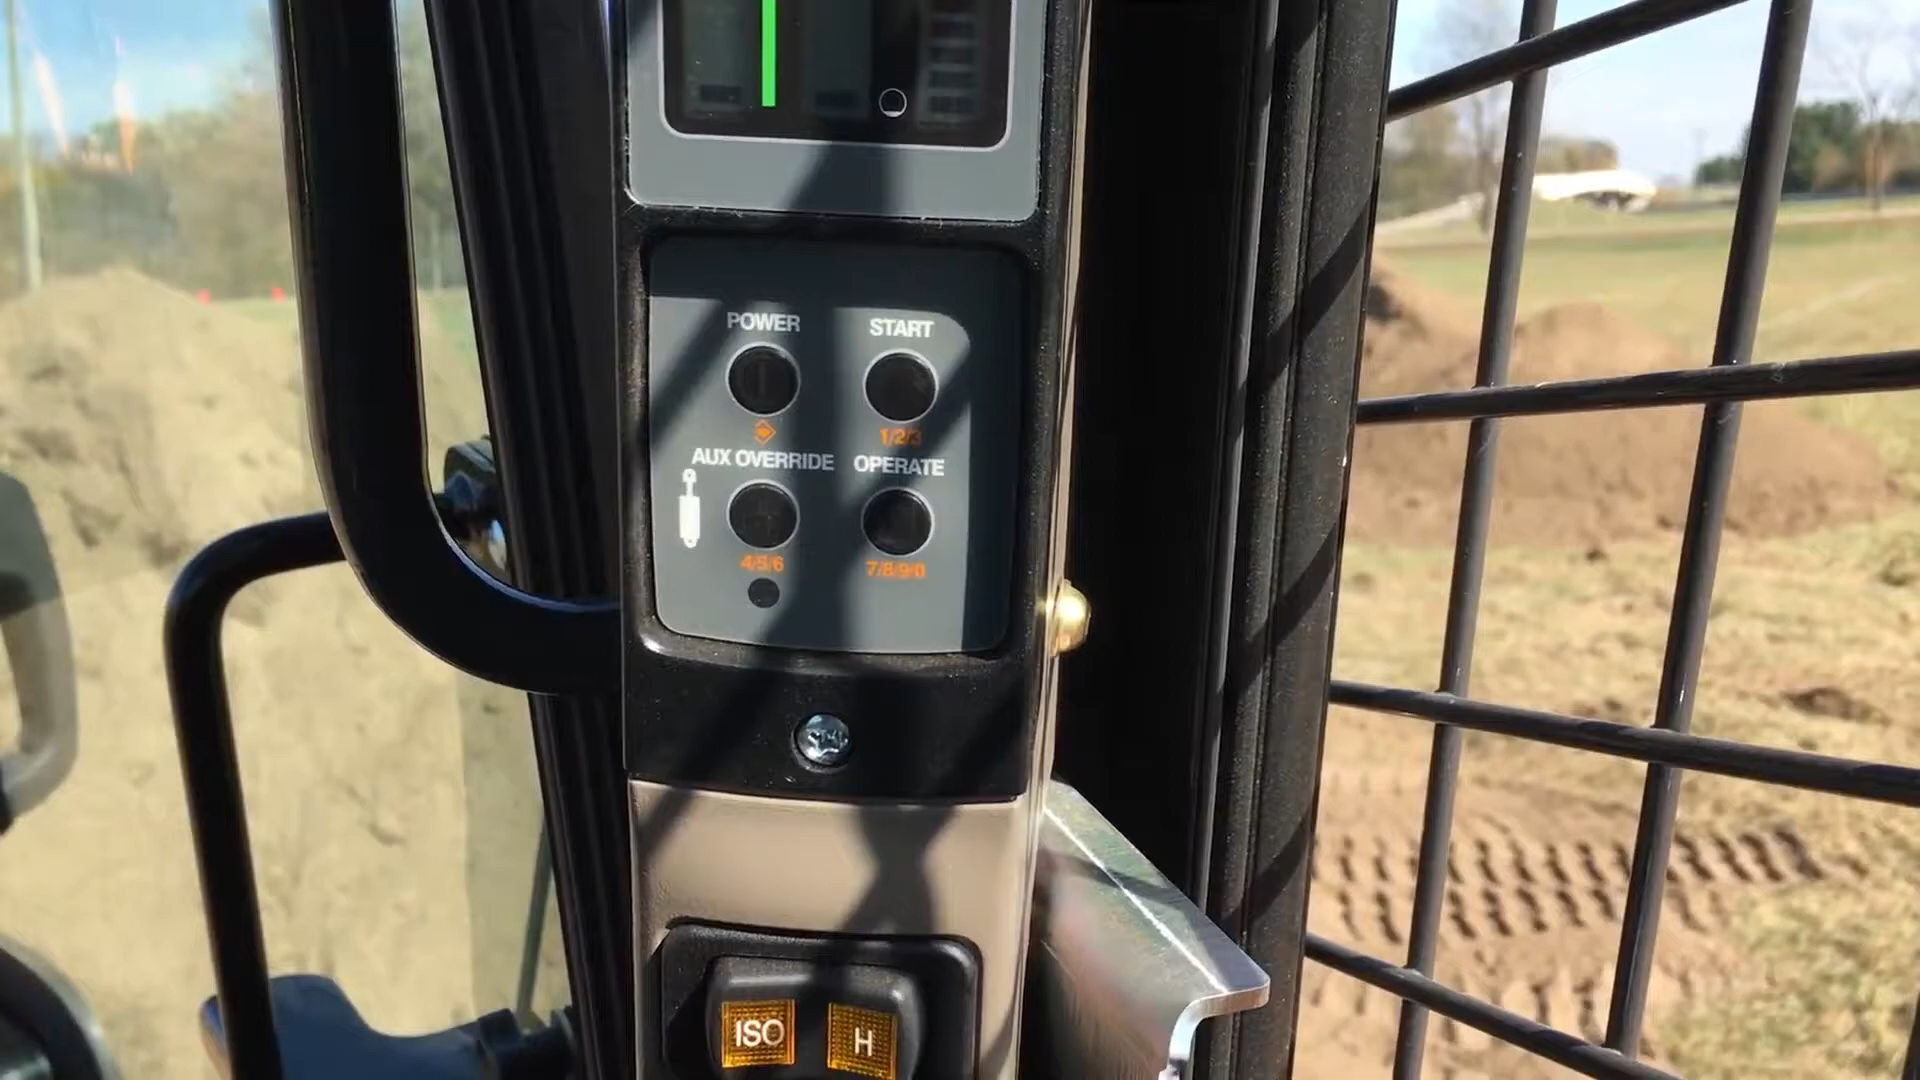 POWER
START
1/2/3
AUX OVERRIDE
OPERATE
4/5/6
7/8/9/0
ISO
H